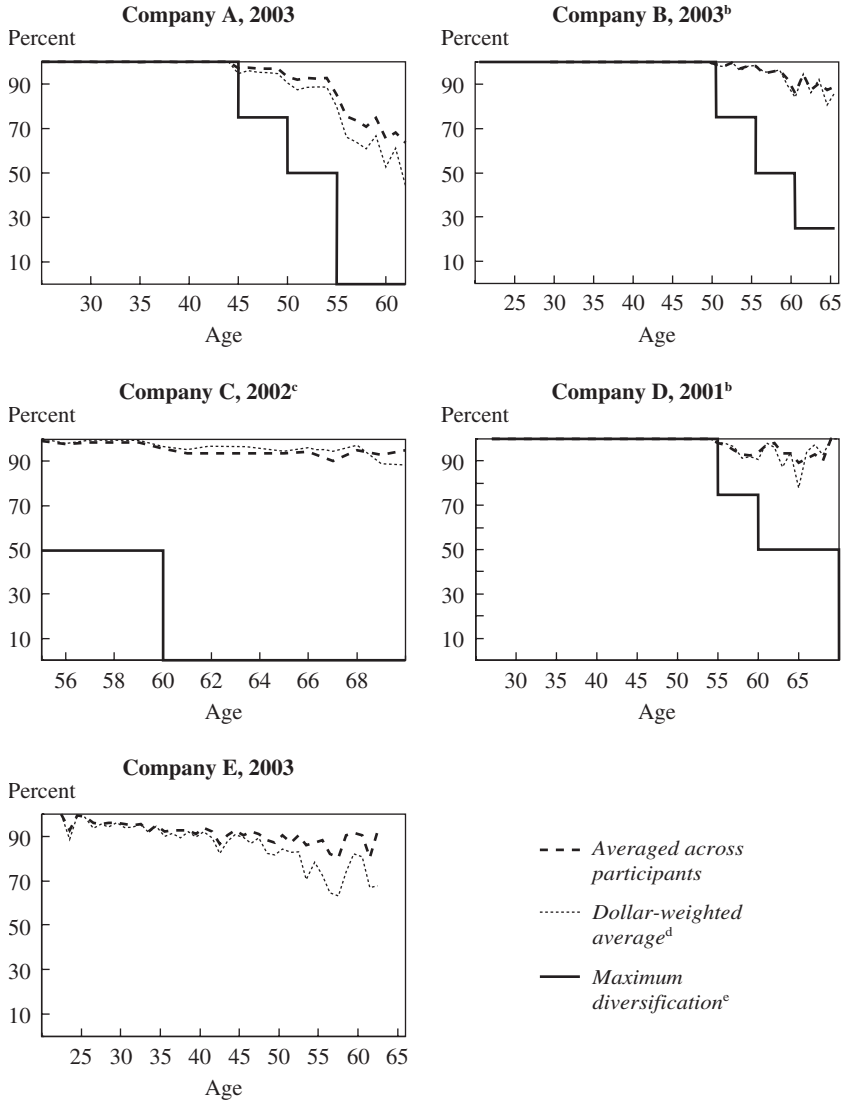 Company A, 2003
Percent
90
70
50
30
10
30 35 40 45 50 55 60
Age
Company B, 2003b
Percent
90
70
50
30
10
25 30 35 40 45 50 55 60 65
Age
Company C, 2002c
Percent
90
70
50
30
10
56 58 60 62 64 66 68
Age
Company D, 2001b
Percent
90
70
50
30
10
30 35 40 45 50 55 60 65
Age
Company E, 2003
Percent
90
70
50
30
10
25 30 35 40 45 50 55 60 65
Age
Averaged across
participants
Dollar-weighted
averaged
Maximum
diversificatione